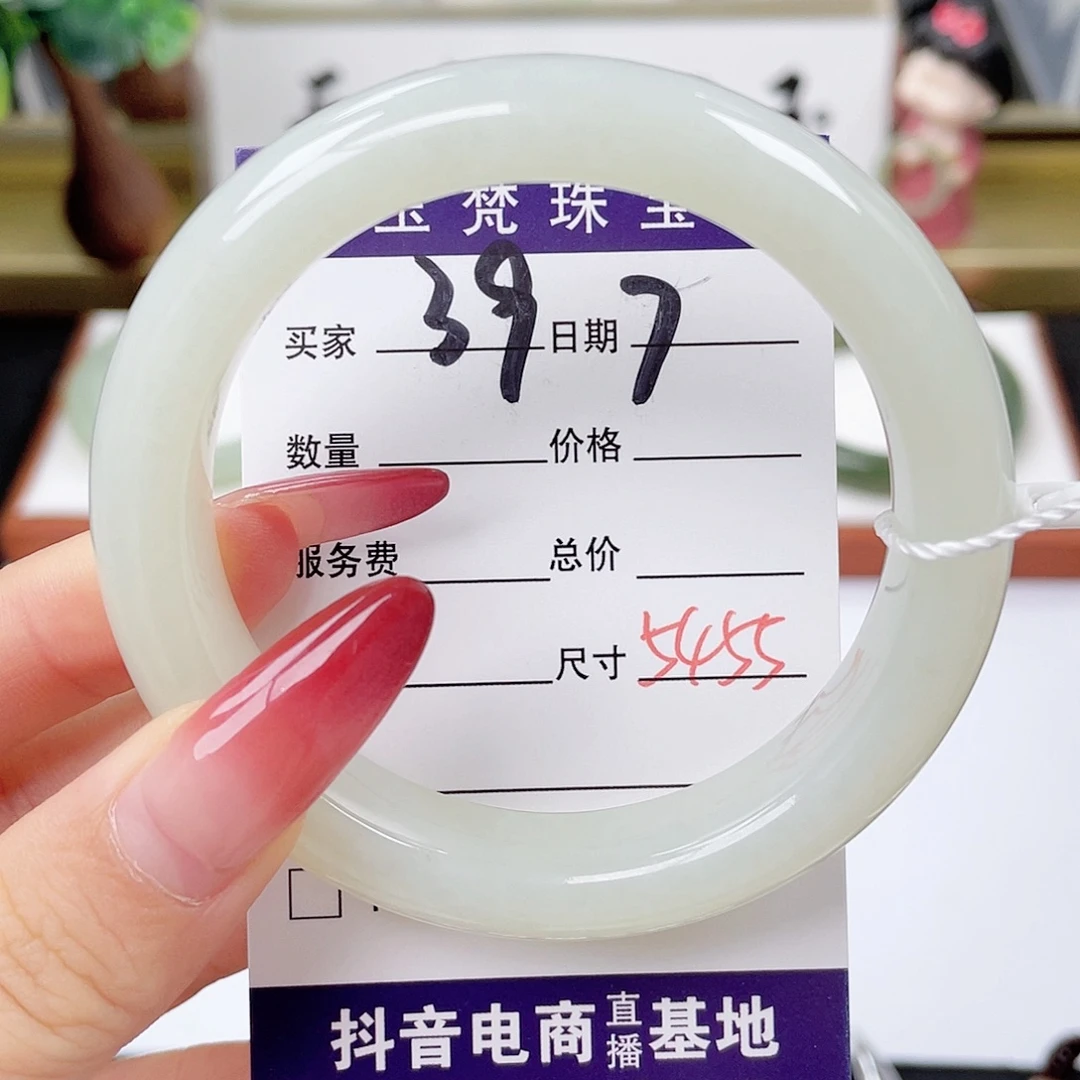 玉梵珠宝
买家 39 日期 7
数量 价格
服务费 总价
尺寸 5455
抖音电商直播基地